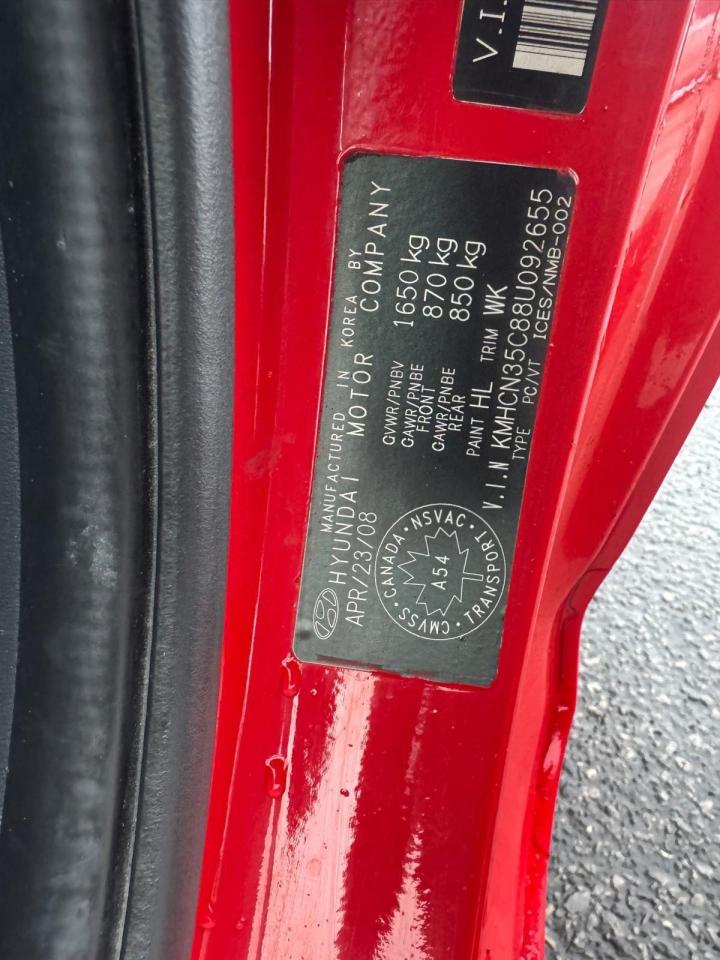 V.I.
MANUFACTURED IN KOREA BY
HYUNDAI MOTOR COMPANY
APR/23/08
GVWR/PNBV 1650 kg
GAWR/PNBE FRONT 870 kg
GAWR/PNBE REAR 850 kg
PAINT HL TRIM WK
V.I.N KMHCN35C88U092655
TYPE PC/VT ICES/NMB-002
CMVSS · CANADA · NSVAC · TRANSPORT ·
A54